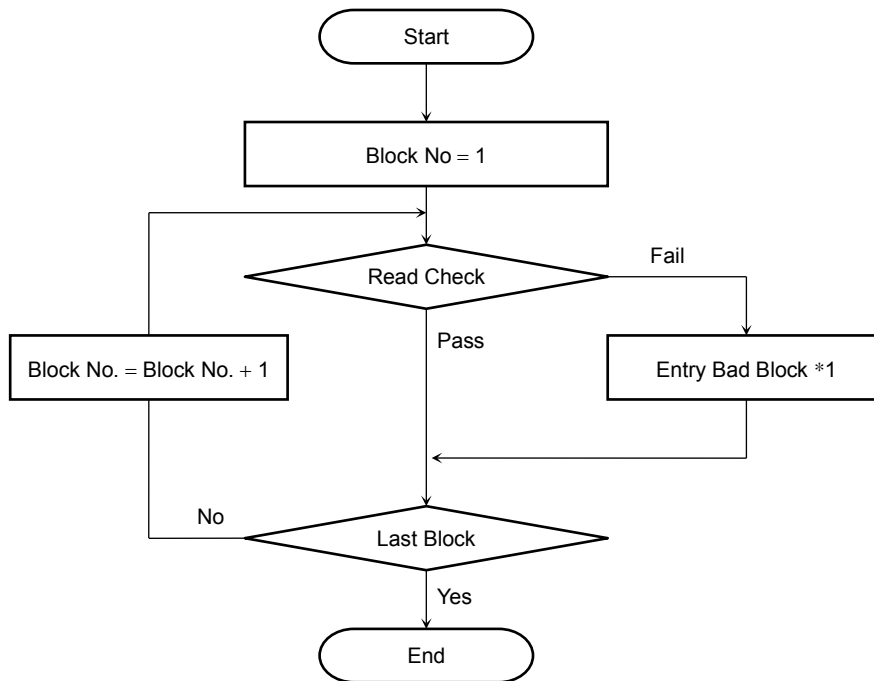 Start
Block No = 1
Read Check
Fail
Pass
Block No. = Block No. + 1
Entry Bad Block *1
No
Last Block
Yes
End